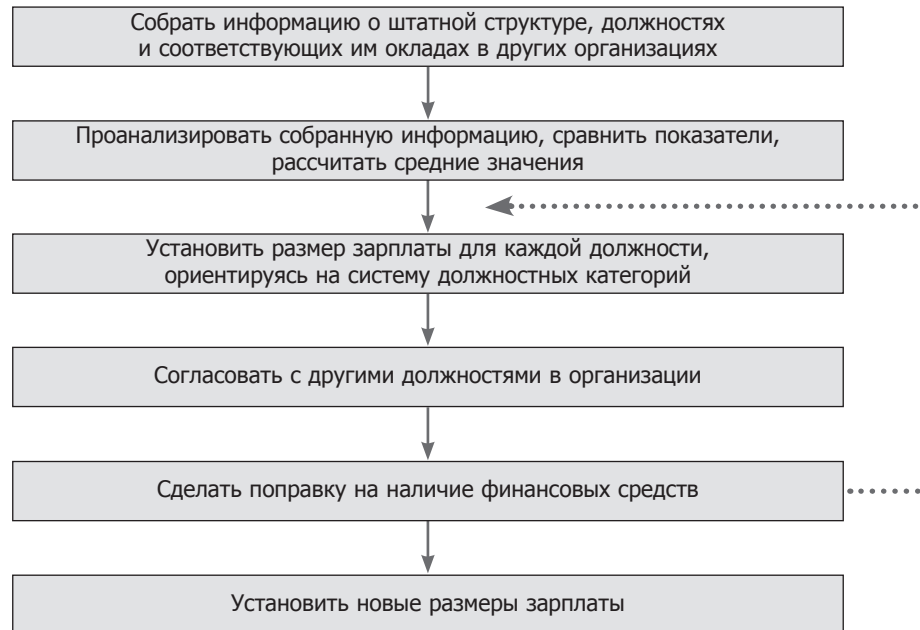 Собрать информацию о штатной структуре, должностях
и соответствующих им окладах в других организациях
Проанализировать собранную информацию, сравнить показатели,
рассчитать средние значения
Установить размер зарплаты для каждой должности,
ориентируясь на систему должностных категорий
Согласовать с другими должностями в организации
Сделать поправку на наличие финансовых средств
Установить новые размеры зарплаты